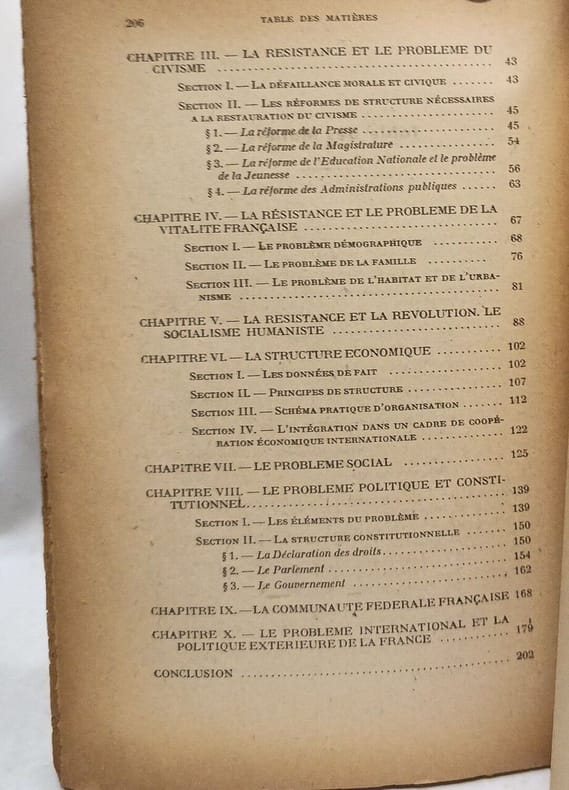 206 TABLE DES MATIÈRES
CHAPITRE III. — LA RESISTANCE ET LE PROBLEME DU
CIVISME .......... 43
SECTION I. — LA DÉFAILLANCE MORALE ET CIVIQUE ....... 43
SECTION II. — LES RÉFORMES DE STRUCTURE NÉCESSAIRES
A LA RESTAURATION DU CIVISME .......... 45
§ 1. — La réforme de la Presse .......... 45
§ 2. — La réforme de la Magistrature .......... 54
§ 3. — La réforme de l'Education Nationale et le problème
de la Jeunesse .......... 56
§ 4. — La réforme des Administrations publiques ...... 63
CHAPITRE IV. — LA RÉSISTANCE ET LE PROBLEME DE LA
VITALITE FRANÇAISE .......... 67
SECTION I. — LE PROBLÈME DÉMOGRAPHIQUE .......... 68
SECTION II. — LE PROBLÈME DE LA FAMILLE .......... 76
SECTION III. — LE PROBLÈME DE L'HABITAT ET DE L'URBA-
NISME .......... 81
CHAPITRE V. — LA RESISTANCE ET LA REVOLUTION. LE
SOCIALISME HUMANISTE .......... 88
CHAPITRE VI. — LA STRUCTURE ECONOMIQUE .......... 102
SECTION I. — LES DONNÉES DE FAIT .......... 102
SECTION II. — PRINCIPES DE STRUCTURE .......... 107
SECTION III. — SCHÉMA PRATIQUE D'ORGANISATION ....... 112
SECTION IV. — L'INTÉGRATION DANS UN CADRE DE COOPÉ-
RATION ÉCONOMIQUE INTERNATIONALE .......... 122
CHAPITRE VII. — LE PROBLEME SOCIAL .......... 125
CHAPITRE VIII. — LE PROBLEME POLITIQUE ET CONSTI-
TUTIONNEL .......... 139
SECTION I. — LES ÉLÉMENTS DU PROBLÈME .......... 139
SECTION II. — LA STRUCTURE CONSTITUTIONNELLE .......... 150
§ 1. — La Déclaration des droits .......... 150
§ 2. — Le Parlement .......... 154
§ 3. — Le Gouvernement .......... 162
CHAPITRE IX. — LA COMMUNAUTE FEDERALE FRANÇAISE 168
CHAPITRE X. — LE PROBLEME INTERNATIONAL ET LA
POLITIQUE EXTERIEURE DE LA FRANCE .......... 179
CONCLUSION .......... 202